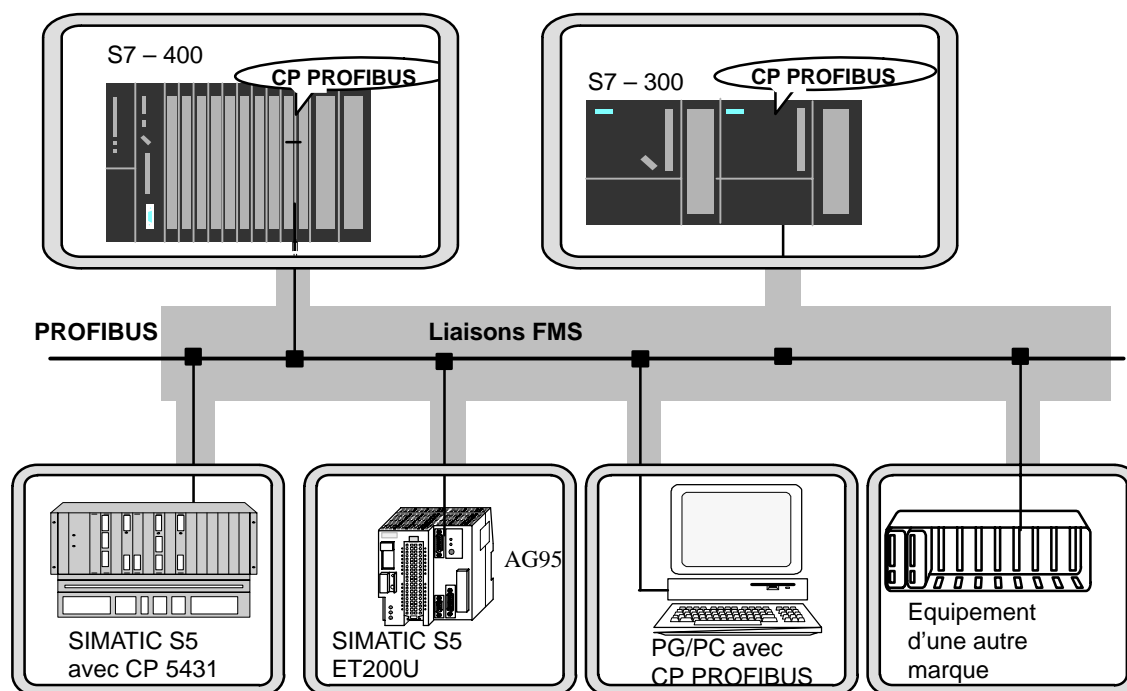 S7 – 400
CP PROFIBUS
S7 – 300
CP PROFIBUS
PROFIBUS
Liaisons FMS
SIMATIC S5
avec CP 5431
AG95
SIMATIC S5
ET200U
PG/PC avec
CP PROFIBUS
Equipement
d’une autre
marque